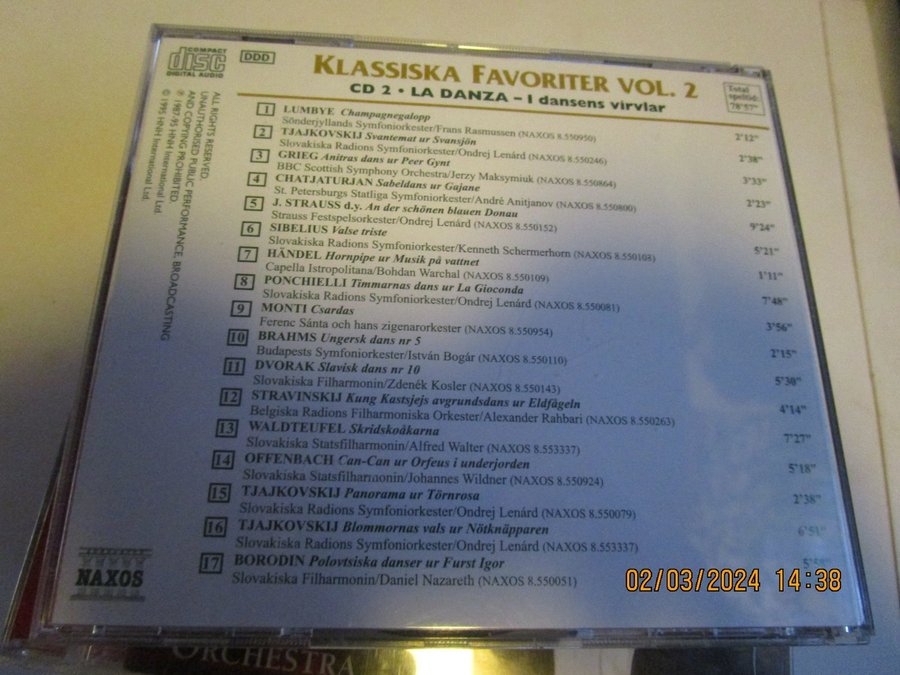 COMPACT
disc
DIGITAL AUDIO
DDD
KLASSISKA FAVORITER VOL. 2
CD 2 • LA DANZA – I dansens virvlar
Total
speltid:
78'57"
1 LUMBYE Champagnegalopp
Sönderjyllands Symfoniorkester/Frans Rasmussen (NAXOS 8.550950) 2'12"
2 TJAJKOVSKIJ Svantemat ur Svansjön
Slovakiska Radions Symfoniorkester/Ondrej Lenárd (NAXOS 8.550246) 2'38"
3 GRIEG Anitras dans ur Peer Gynt
BBC Scottish Symphony Orchestra/Jerzy Maksymiuk (NAXOS 8.550864) 3'33"
4 CHATJATURJAN Sabeldans ur Gajane
St. Petersburgs Statliga Symfoniorkester/André Anitjanov (NAXOS 8.550800) 2'23"
5 J. STRAUSS d.y. An der schönen blauen Donau
Strauss Festspelsorkester/Ondrej Lenárd (NAXOS 8.550152) 9'24"
6 SIBELIUS Valse triste
Slovakiska Radions Symfoniorkester/Kenneth Schermerhorn (NAXOS 8.550108) 5'21"
7 HÄNDEL Hornpipe ur Musik på vattnet
Capella Istropolitana/Bohdan Warchal (NAXOS 8.550109) 1'11"
8 PONCHIELLI Timmarnas dans ur La Gioconda
Slovakiska Radions Symfoniorkester/Ondrej Lenárd (NAXOS 8.550081) 7'48"
9 MONTI Csardas
Ferenc Sánta och hans zigenarorkester (NAXOS 8.550954) 3'56"
10 BRAHMS Ungersk dans nr 5
Budapests Symfoniorkester/István Bogár (NAXOS 8.550110) 2'15"
11 DVORAK Slavisk dans nr 10
Slovakiska Filharmonin/Zdenék Kosler (NAXOS 8.550143) 5'30"
12 STRAVINSKIJ Kung Kastsjejs avgrundsdans ur Eldfågeln
Belgiska Radions Filharmoniska Orkester/Alexander Rahbari (NAXOS 8.550263) 4'14"
13 WALDTEUFEL Skridskoåkarna
Slovakiska Statsfilharmonin/Alfred Walter (NAXOS 8.553337) 7'27"
14 OFFENBACH Can-Can ur Orfeus i underjorden
Slovakiska Statsfilharmonin/Johannes Wildner (NAXOS 8.550924) 5'18"
15 TJAJKOVSKIJ Panorama ur Törnrosa
Slovakiska Radions Symfoniorkester/Ondrej Lenárd (NAXOS 8.550079) 2'38"
16 TJAJKOVSKIJ Blommornas vals ur Nötknäpparen
Slovakiska Radions Symfoniorkester/Ondrej Lenárd (NAXOS 8.553337) 6'51"
17 BORODIN Polovtsiska danser ur Furst Igor
Slovakiska Filharmonin/Daniel Nazareth (NAXOS 8.550051)
ALL RIGHTS RESERVED.
UNAUTHORISED PUBLIC PERFORMANCE, BROADCASTING
AND COPYING PROHIBITED.
℗ 1987-95 HNH International Ltd.
© 1995 HNH International Ltd.
NAXOS
02/03/2024 14:38
ORCHESTRA